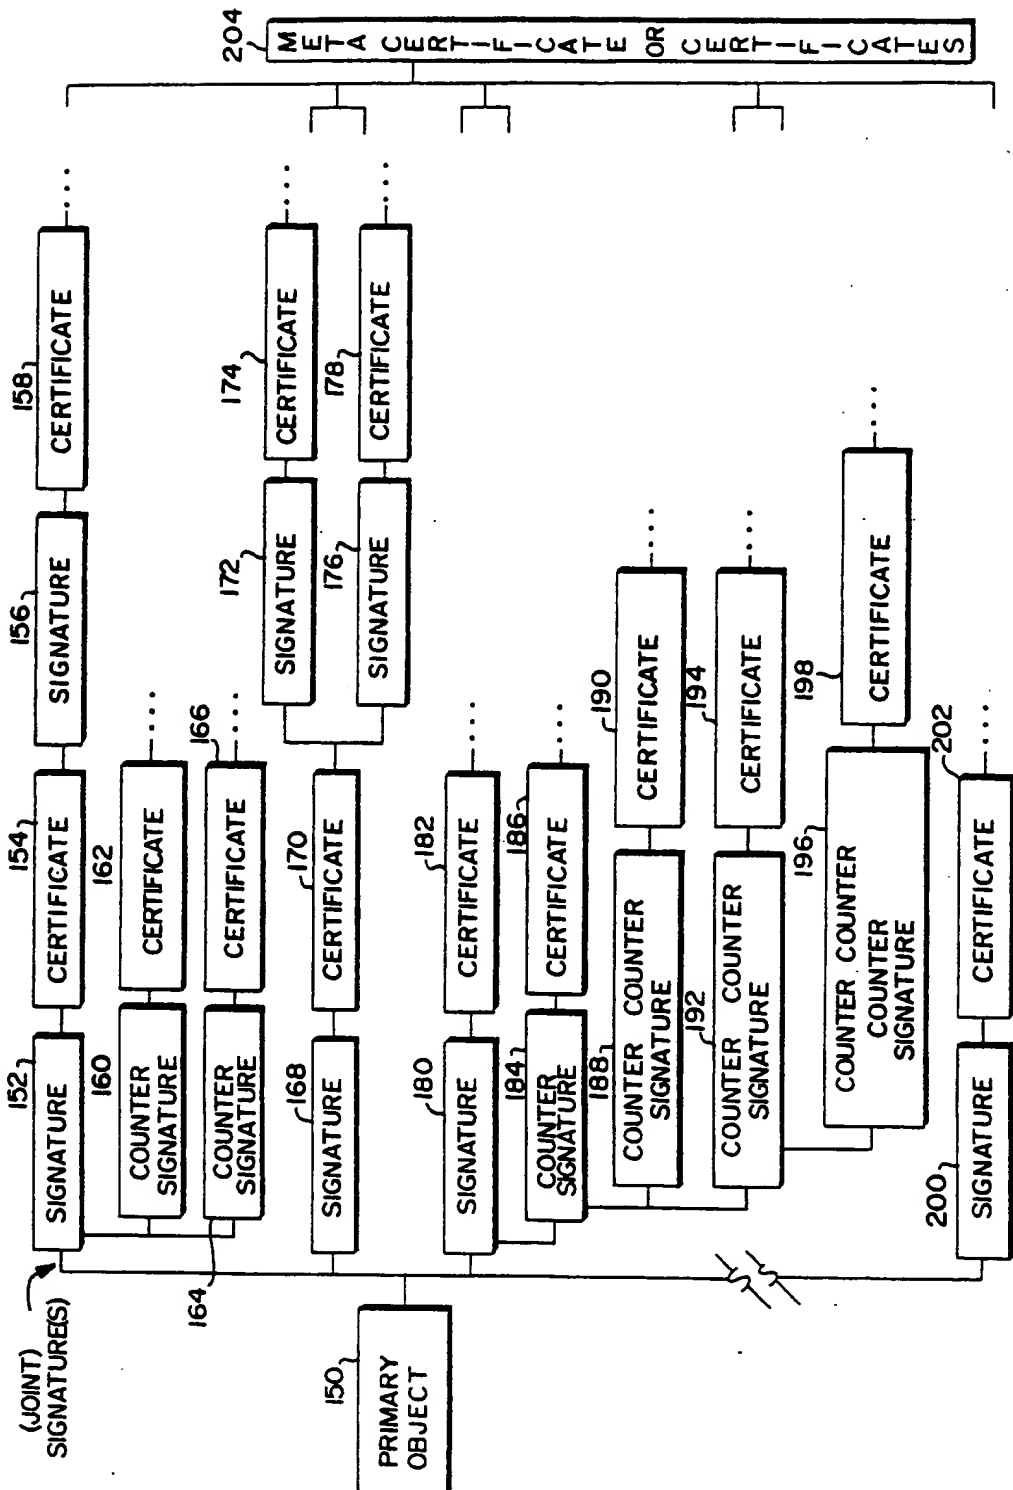 (JOINT)
SIGNATURE(S)
152
SIGNATURE
154
CERTIFICATE
156
SIGNATURE
158
CERTIFICATE
....
160
COUNTER
SIGNATURE
162
CERTIFICATE
....
164
COUNTER
SIGNATURE
166
CERTIFICATE
....
168
SIGNATURE
170
CERTIFICATE
172
SIGNATURE
174
CERTIFICATE
....
176
SIGNATURE
178
CERTIFICATE
....
150
PRIMARY
OBJECT
180
SIGNATURE
182
CERTIFICATE
....
184
COUNTER
SIGNATURE
186
CERTIFICATE
....
188
COUNTER COUNTER
SIGNATURE
190
CERTIFICATE
....
192
COUNTER COUNTER
SIGNATURE
194
CERTIFICATE
....
196
COUNTER COUNTER
COUNTER
SIGNATURE
198
CERTIFICATE
....
200
SIGNATURE
202
CERTIFICATE
....
204
META CERTIFICATE OR CERTIFICATES